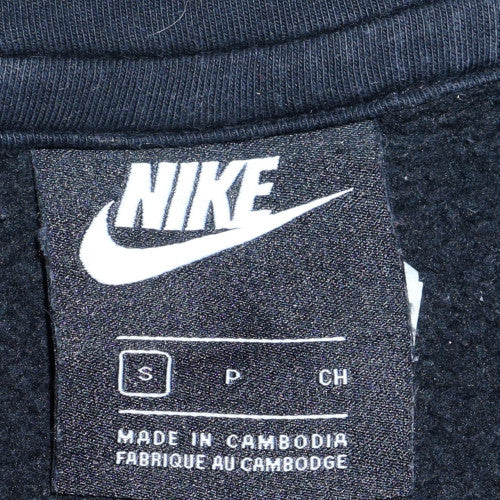 NIKE
S P CH
MADE IN CAMBODIA
FABRIQUE AU CAMBODGE